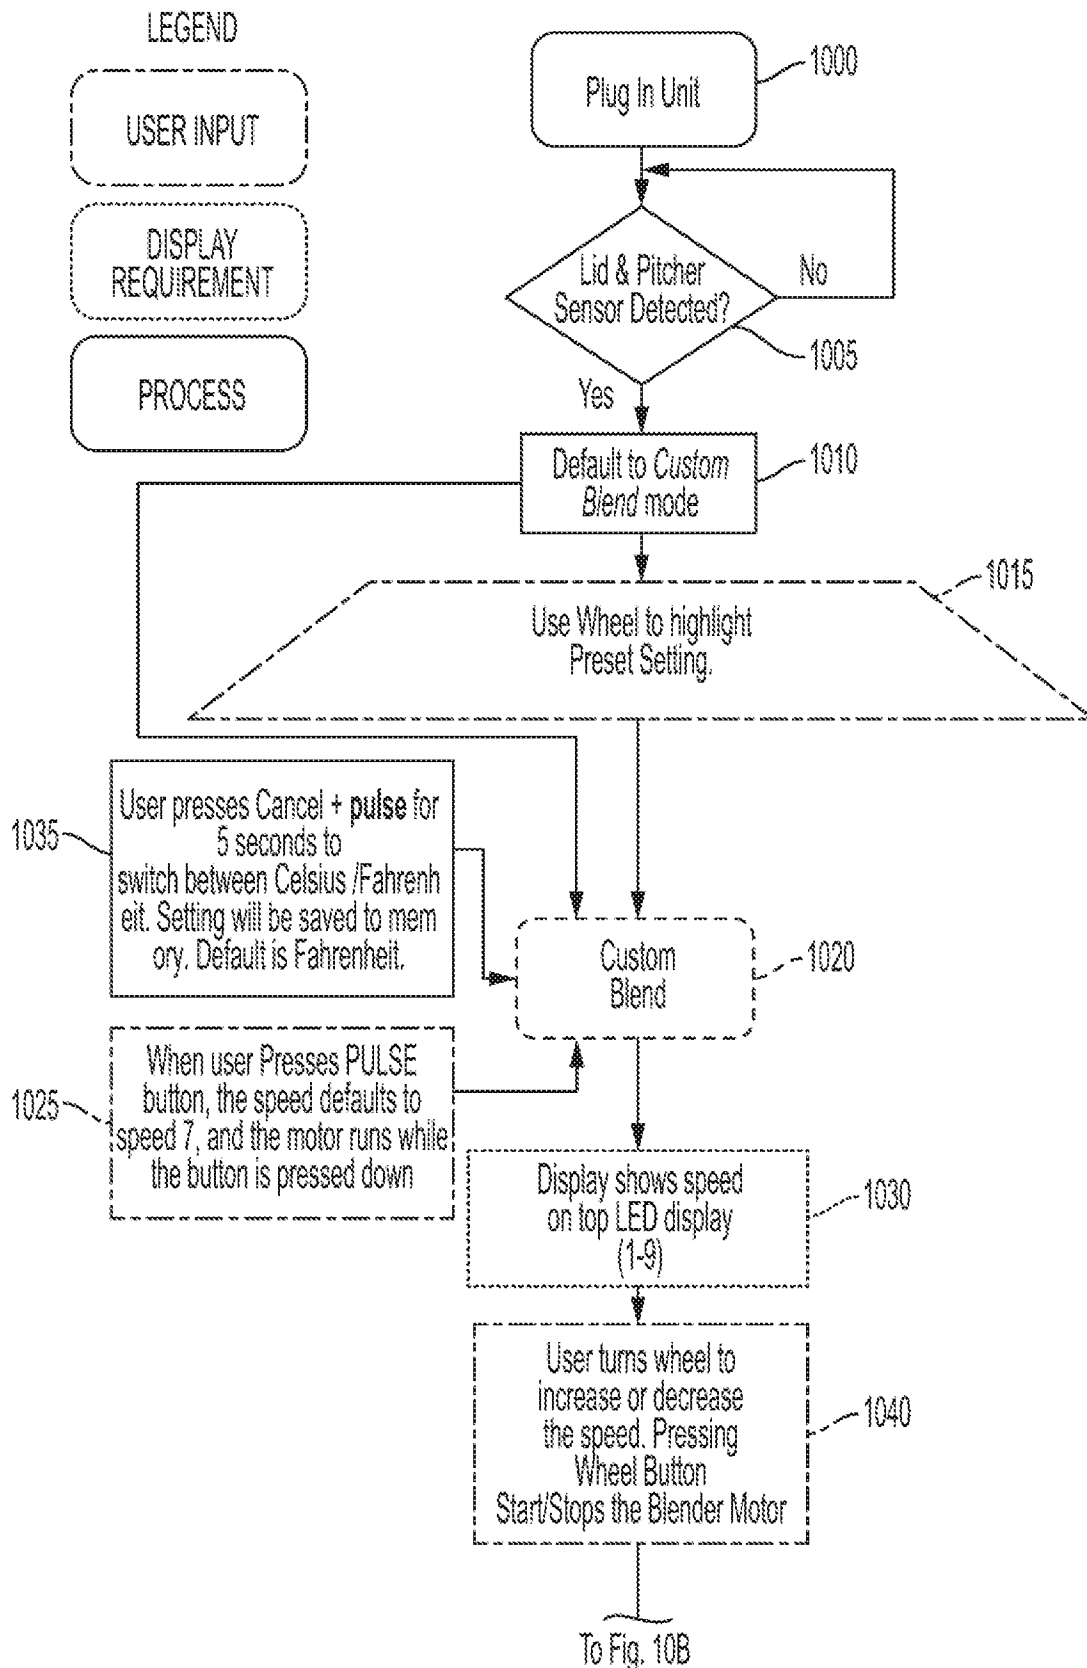 LEGEND
USER INPUT
DISPLAY
REQUIREMENT
PROCESS
Plug In Unit
1000
Lid & Pitcher
Sensor Detected?
No
1005
Yes
Default to Custom
Blend mode
1010
1015
Use Wheel to highlight
Preset Setting.
User presses Cancel + pulse for
5 seconds to
switch between Celsius /Fahrenh
eit. Setting will be saved to mem
ory. Default is Fahrenheit.
1035
Custom
Blend
1020
When user Presses PULSE
button, the speed defaults to
speed 7, and the motor runs while
the button is pressed down
1025
Display shows speed
on top LED display
(1-9)
1030
User turns wheel to
increase or decrease
the speed. Pressing
Wheel Button
Start/Stops the Blender Motor
1040
To Fig. 10B